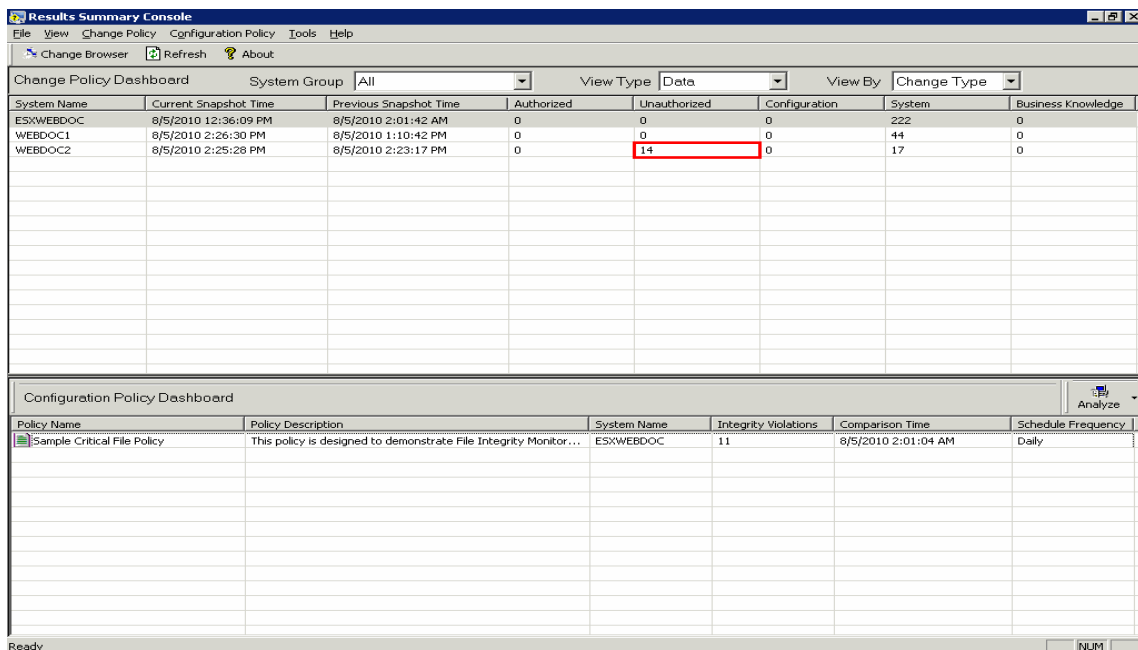 Results Summary Console
File View Change Policy Configuration Policy Tools Help
Change Browser Refresh About
Change Policy Dashboard System Group All View Type Data View By Change Type
System Name Current Snapshot Time Previous Snapshot Time Authorized Unauthorized Configuration System Business Knowledge
ESXWEBDOC 8/5/2010 12:36:09 PM 8/5/2010 2:01:42 AM 0 0 0 222 0
WEBDOC1 8/5/2010 2:26:30 PM 8/5/2010 1:10:42 PM 0 0 0 44 0
WEBDOC2 8/5/2010 2:25:28 PM 8/5/2010 2:23:17 PM 0 14 0 17 0
Configuration Policy Dashboard
Analyze
Policy Name Policy Description System Name Integrity Violations Comparison Time Schedule Frequency
Sample Critical File Policy This policy is designed to demonstrate File Integrity Monitor... ESXWEBDOC 11 8/5/2010 2:01:04 AM Daily
Ready NUM